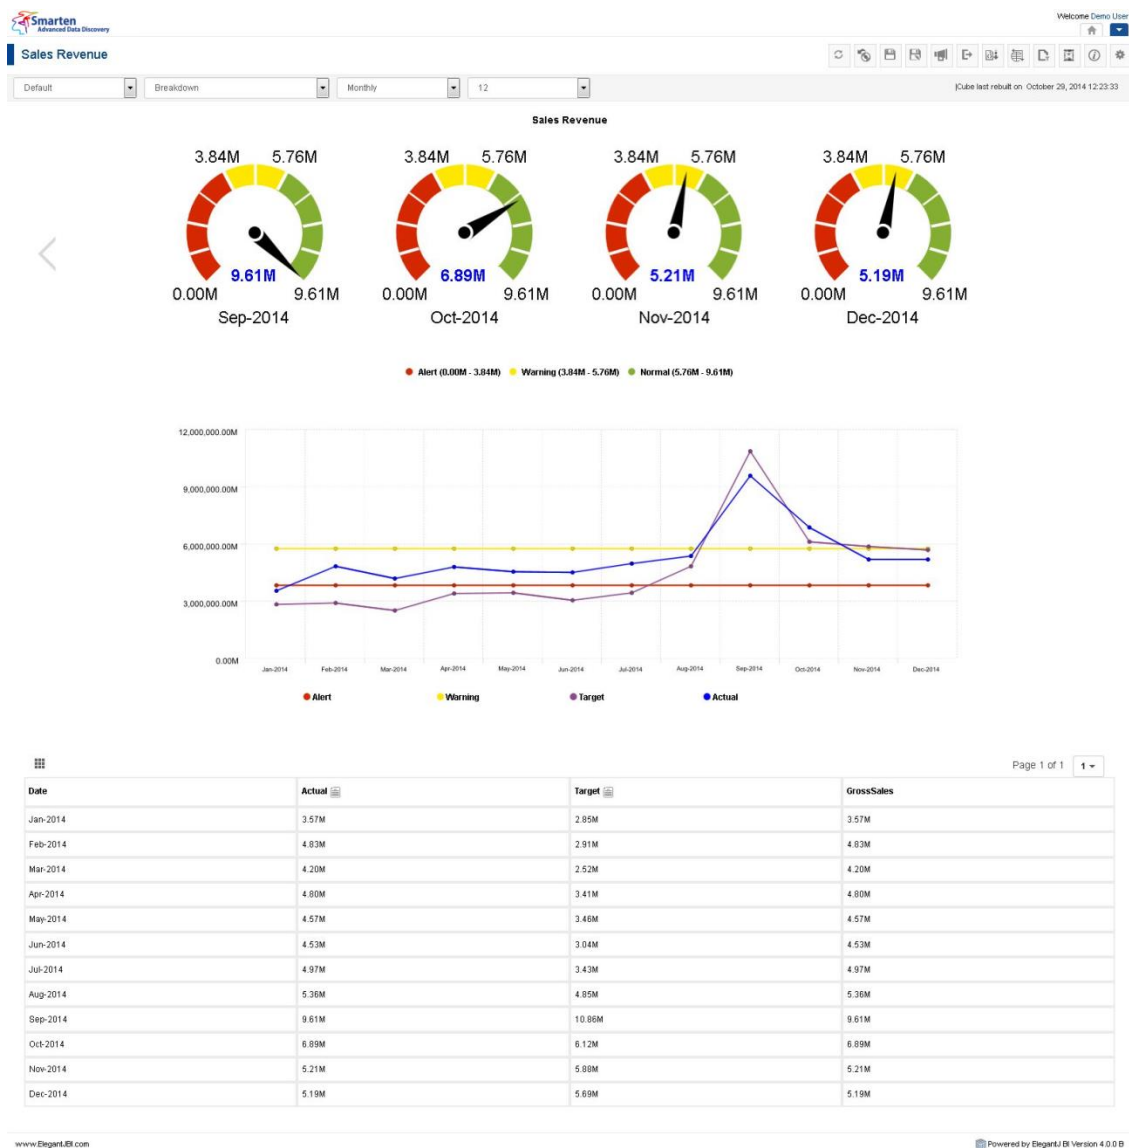 Smarten
Advanced Data Discovery
Welcome Demo User
Sales Revenue
Default Breakdown Monthly 12 |Cube last rebuilt on October 29, 2014 12:23:33
Sales Revenue
3.84M 5.76M 3.84M 5.76M 3.84M 5.76M 3.84M 5.76M
9.61M 6.89M 5.21M 5.19M
0.00M 9.61M 0.00M 9.61M 0.00M 9.61M 0.00M 9.61M
Sep-2014 Oct-2014 Nov-2014 Dec-2014
Alert (0.00M - 3.84M) Warning (3.84M - 5.76M) Normal (5.76M - 9.61M)
12,000,000.00M
9,000,000.00M
6,000,000.00M
3,000,000.00M
0.00M
Jan-2014 Feb-2014 Mar-2014 Apr-2014 May-2014 Jun-2014 Jul-2014 Aug-2014 Sep-2014 Oct-2014 Nov-2014 Dec-2014
Alert Warning Target Actual
Page 1 of 1 1
Date Actual Target GrossSales
Jan-2014 3.57M 2.85M 3.57M
Feb-2014 4.83M 2.91M 4.83M
Mar-2014 4.20M 2.52M 4.20M
Apr-2014 4.80M 3.41M 4.80M
May-2014 4.57M 3.46M 4.57M
Jun-2014 4.53M 3.04M 4.53M
Jul-2014 4.97M 3.43M 4.97M
Aug-2014 5.36M 4.85M 5.36M
Sep-2014 9.61M 10.86M 9.61M
Oct-2014 6.89M 6.12M 6.89M
Nov-2014 5.21M 5.88M 5.21M
Dec-2014 5.19M 5.69M 5.19M
www.ElegantJBI.com Powered by ElegantJ BI Version 4.0.0 B